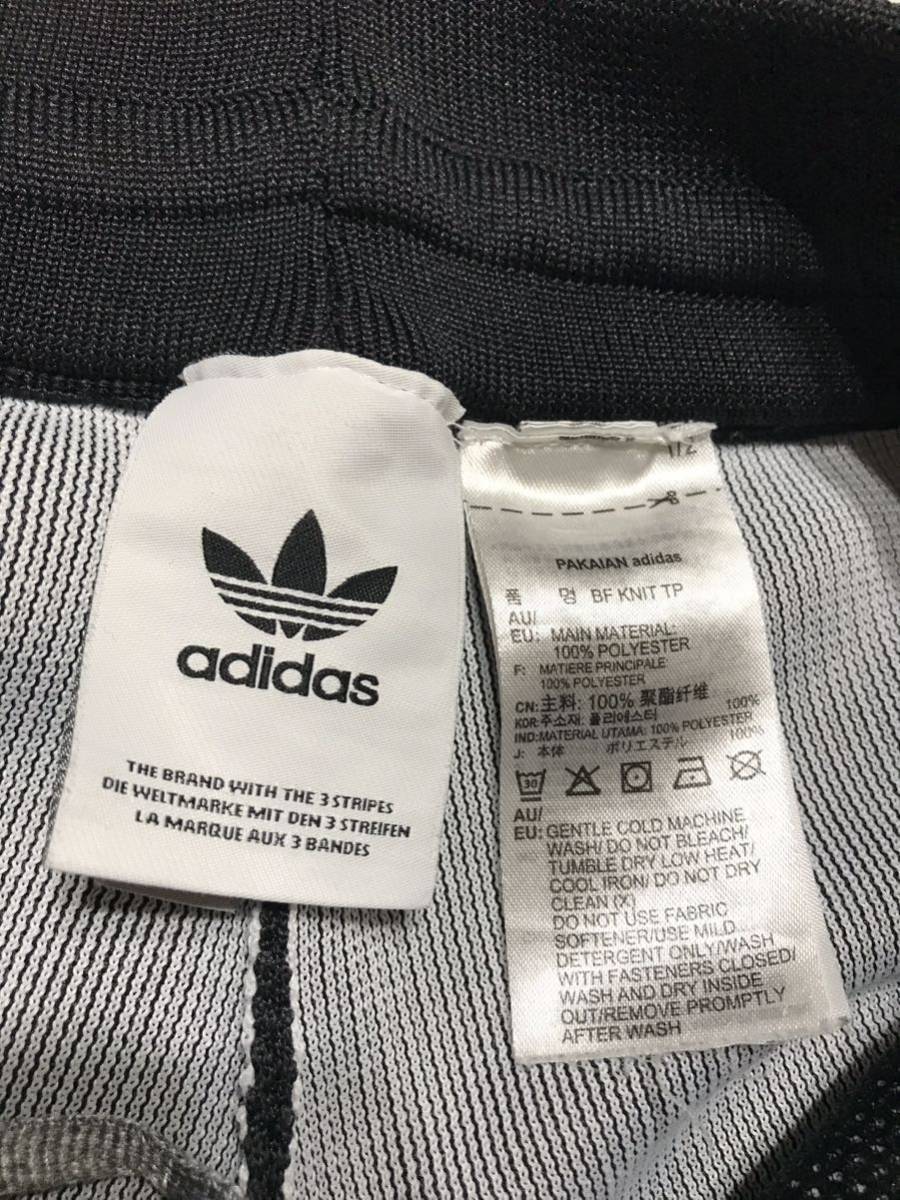 adidas
THE BRAND WITH THE 3 STRIPES
DIE WELTMARKE MIT DEN 3 STREIFEN
LA MARQUE AUX 3 BANDES
1/2
PAKAIAN adidas
품 명 BF KNIT TP
AU/
EU: MAIN MATERIAL:
100% POLYESTER
F: MATIERE PRINCIPALE:
100% POLYESTER
CN:主料: 100% 聚酯纤维
KOR:주소재: 폴리에스터 100%
IND:MATERIAL UTAMA: 100% POLYESTER
J: 本体 ポリエステル 100%
30
AU/
EU: GENTLE COLD MACHINE
WASH/ DO NOT BLEACH/
TUMBLE DRY LOW HEAT/
COOL IRON/ DO NOT DRY
CLEAN (X)
DO NOT USE FABRIC
SOFTENER/USE MILD
DETERGENT ONLY/WASH
WITH FASTENERS CLOSED/
WASH AND DRY INSIDE
OUT/REMOVE PROMPTLY
AFTER WASH